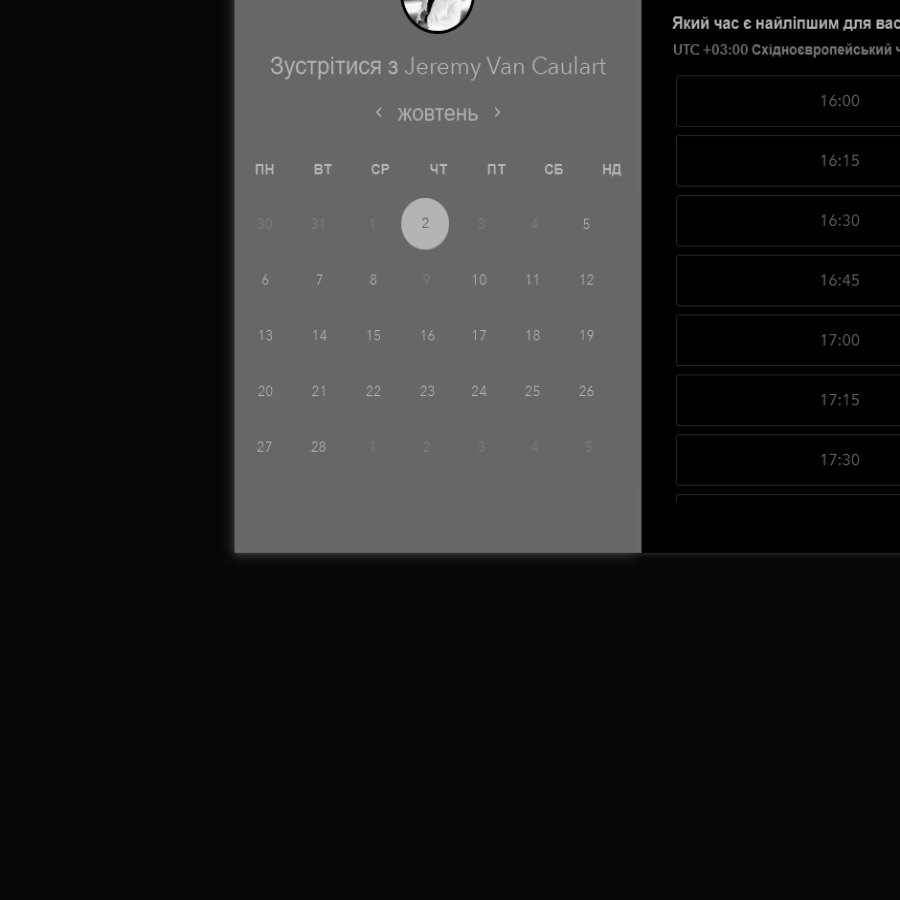 Зустрітися з Jeremy Van Caulart
‹ жовтень ›
ПН ВТ СР ЧТ ПТ СБ НД
30 31 1 2 3 4 5
6 7 8 9 10 11 12
13 14 15 16 17 18 19
20 21 22 23 24 25 26
27 28 1 2 3 4 5
Який час є найліпшим для вас
UTC +03:00 Східноєвропейський
16:00
16:15
16:30
16:45
17:00
17:15
17:30